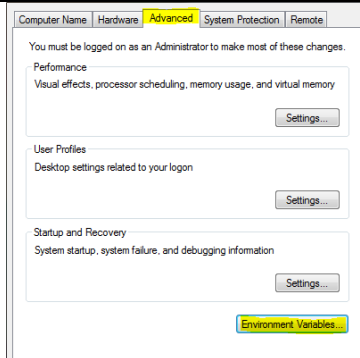 Computer Name Hardware Advanced System Protection Remote
You must be logged on as an Administrator to make most of these changes.
Performance
Visual effects, processor scheduling, memory usage, and virtual memory
Settings...
User Profiles
Desktop settings related to your logon
Settings...
Startup and Recovery
System startup, system failure, and debugging information
Settings...
Environment Variables...